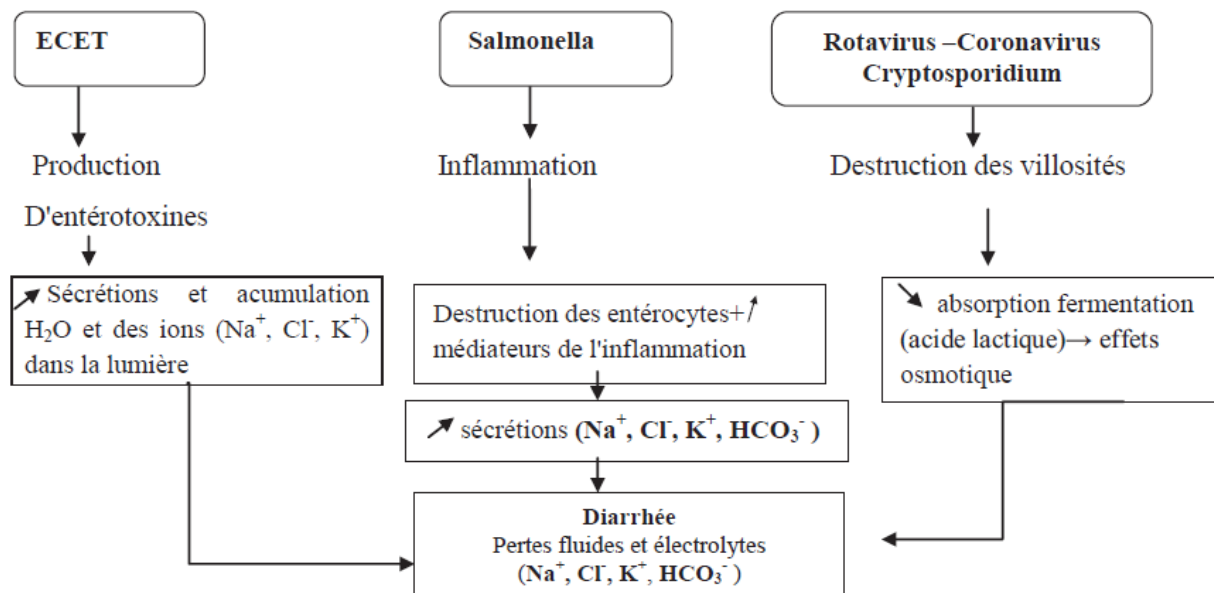 ECET
Salmonella
Rotavirus –Coronavirus
Cryptosporidium
Production
D'entérotoxines
Inflammation
Destruction des villosités
↗ Sécrétions et acumulation
H₂O et des ions (Na⁺, Cl⁻, K⁺)
dans la lumière
Destruction des entérocytes+↗
médiateurs de l'inflammation
↘ absorption fermentation
(acide lactique)→ effets
osmotique
↗ sécrétions (Na⁺, Cl⁻, K⁺, HCO₃⁻ )
Diarrhée
Pertes fluides et électrolytes
(Na⁺, Cl⁻, K⁺, HCO₃⁻ )